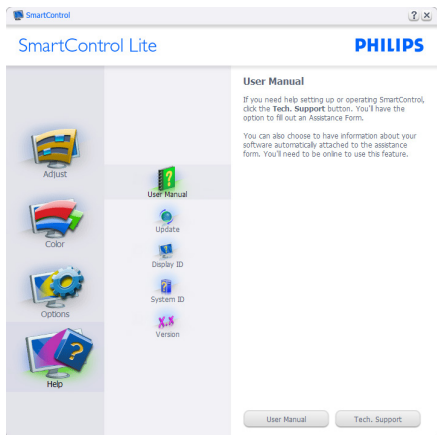 SmartControl
SmartControl Lite
PHILIPS
Adjust
Color
Options
Help
User Manual
Update
Display ID
System ID
X.X
Version
User Manual
If you need help setting up or operating SmartControl,
click the Tech. Support button. You'll have the
option to fill out an Assistance Form.
You can also choose to have information about your
software automatically attached to the assistance
form. You'll need to be online to use this feature.
User Manual
Tech. Support